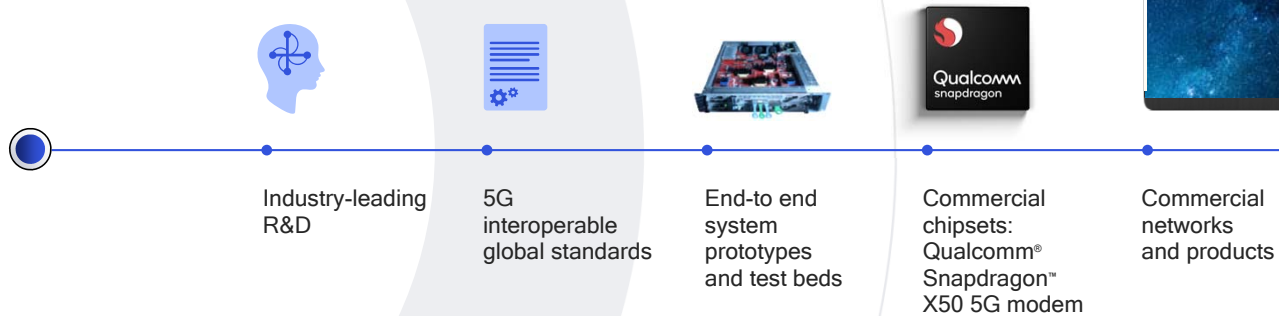 Qualcomm
snapdragon
Industry-leading
R&D
5G
interoperable
global standards
End-to end
system
prototypes
and test beds
Commercial
chipsets:
Qualcomm®
Snapdragon™
X50 5G modem
Commercial
networks
and products